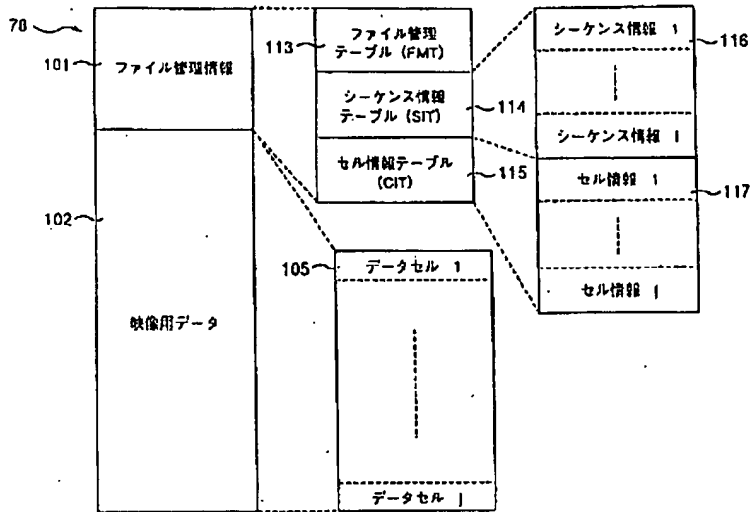 78
101
ファイル管理情報
102
映像用データ
113
ファイル管理
テーブル (FMT)
シーケンス情報
テーブル (SIT)
114
セル情報テーブル
(CIT)
115
シーケンス情報 1
116
シーケンス情報 I
セル情報 1
117
セル情報 J
105
データセル 1
データセル J